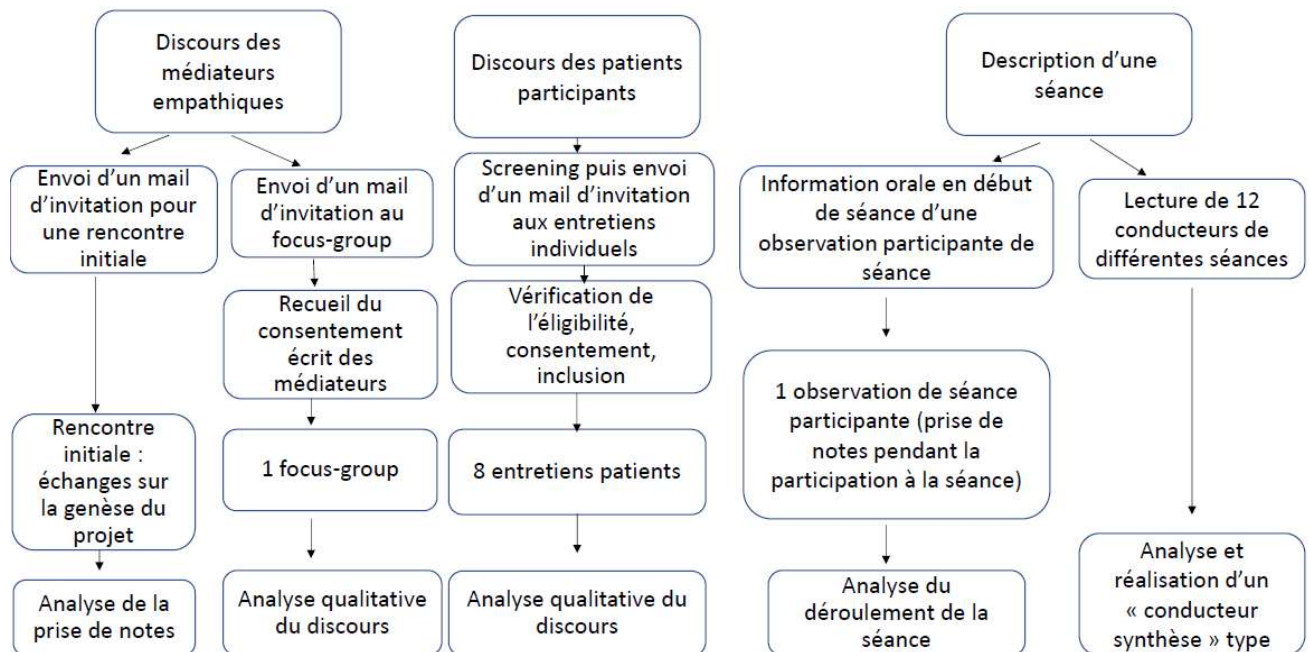 Discours des
médiateurs
empathiques
Discours des patients
participants
Description d’une
séance
Envoi d’un mail
d’invitation pour
une rencontre
initiale
Envoi d’un mail
d’invitation au
focus-group
Screening puis envoi
d’un mail d’invitation
aux entretiens
individuels
Information orale en début
de séance d’une
observation participante de
séance
Lecture de 12
conducteurs de
différentes séances
Recueil du
consentement
écrit des
médiateurs
Vérification de
l’éligibilité,
consentement,
inclusion
1 observation de séance
participante (prise de
notes pendant la
participation à la séance)
Rencontre
initiale :
échanges sur
la genèse du
projet
1 focus-group
8 entretiens patients
Analyse de la
prise de notes
Analyse qualitative
du discours
Analyse qualitative du
discours
Analyse du
déroulement de la
séance
Analyse et
réalisation d’un
« conducteur
synthèse » type